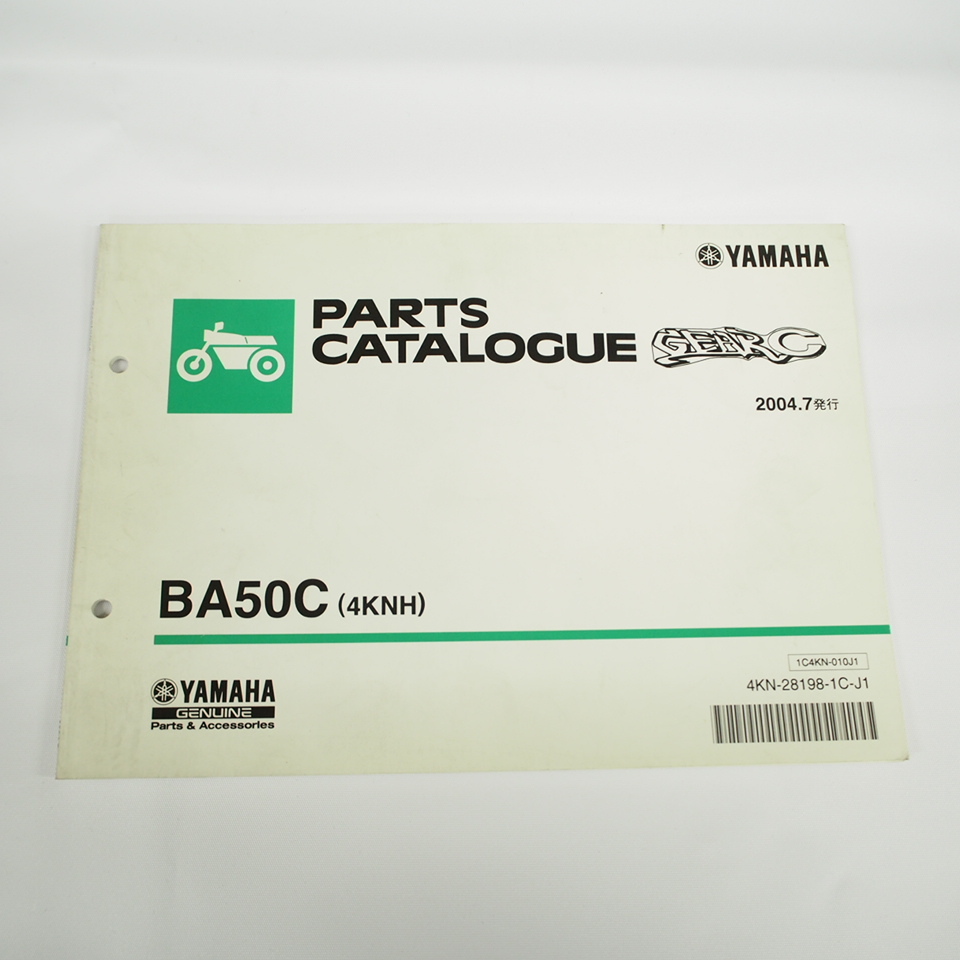 YAMAHA
PARTS
CATALOGUE GEAR C
2004.7発行
BA50C (4KNH)
1C4KN-010J1
4KN-28198-1C-J1
YAMAHA
GENUINE
Parts & Accessories